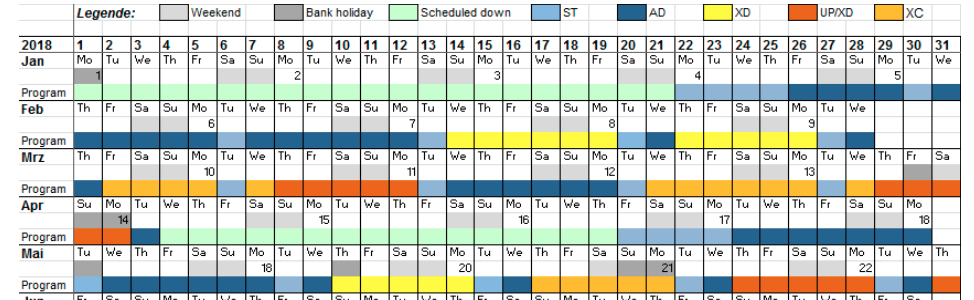 Legende: Weekend Bank holiday Scheduled down ST AD XD UP/XD XC
2018 1 2 3 4 5 6 7 8 9 10 11 12 13 14 15 16 17 18 19 20 21 22 23 24 25 26 27 28 29 30 31
Jan Mo Tu We Th Fr Sa Su Mo Tu We Th Fr Sa Su Mo Tu We Th Fr Sa Su Mo Tu We Th Fr Sa Su Mo Tu We
1 2 3 4 5
Program
Feb Th Fr Sa Su Mo Tu We Th Fr Sa Su Mo Tu We Th Fr Sa Su Mo Tu We Th Fr Sa Su Mo Tu We
6 7 8 9
Program
Mrz Th Fr Sa Su Mo Tu We Th Fr Sa Su Mo Tu We Th Fr Sa Su Mo Tu We Th Fr Sa Su Mo Tu We Th Fr Sa
10 11 12 13
Program
Apr Su Mo Tu We Th Fr Sa Su Mo Tu We Th Fr Sa Su Mo Tu We Th Fr Sa Su Mo Tu We Th Fr Sa Su Mo
14 15 16 17 18
Program
Mai Tu We Th Fr Sa Su Mo Tu We Th Fr Sa Su Mo Tu We Th Fr Sa Su Mo Tu We Th Fr Sa Su Mo Tu We Th
18 20 21 22
Program